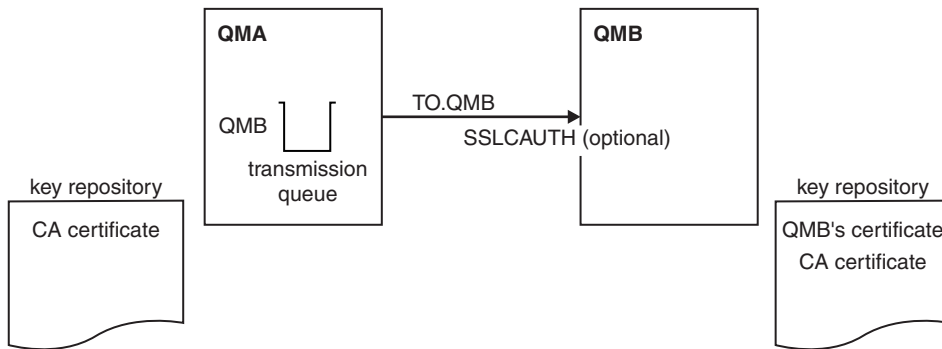 QMA
QMB
TO.QMB
QMB
SSLCAUTH (optional)
transmission
queue
key repository
CA certificate
key repository
QMB's certificate
CA certificate